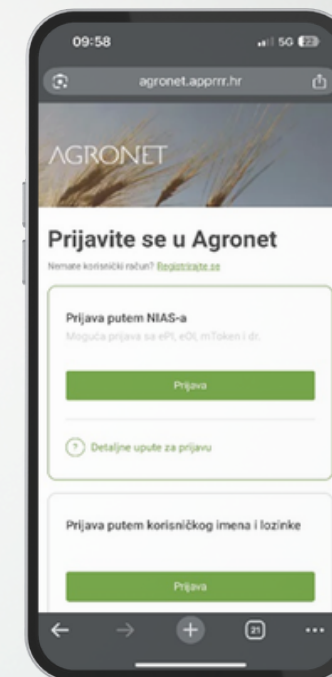 09:58
5G 22
agronet.apprrr.hr
AGRONET
Prijavite se u Agronet
Nemate korisnički račun? Registrirajte se
Prijava putem NIAS-a
Moguća prijava sa ePI, eOI, mToken i dr.
Prijava
? Detaljne upute za prijavu
Prijava putem korisničkog imena i lozinke
Prijava
21